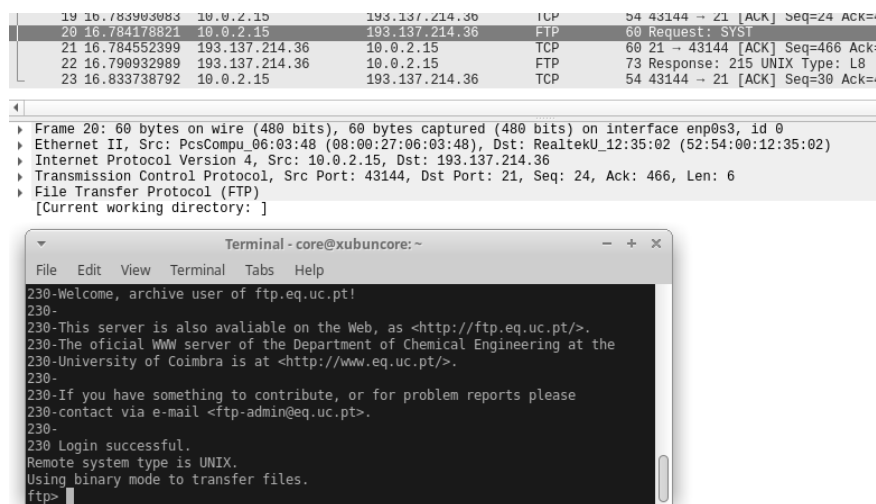 19 16.783903083 10.0.2.15 193.137.214.36 TCP 54 43144 → 21 [ACK] Seq=24 Ack=
20 16.784178821 10.0.2.15 193.137.214.36 FTP 60 Request: SYST
21 16.784552399 193.137.214.36 10.0.2.15 TCP 60 21 → 43144 [ACK] Seq=466 Ack
22 16.790932989 193.137.214.36 10.0.2.15 FTP 73 Response: 215 UNIX Type: L8
23 16.833738792 10.0.2.15 193.137.214.36 TCP 54 43144 → 21 [ACK] Seq=30 Ack=
Frame 20: 60 bytes on wire (480 bits), 60 bytes captured (480 bits) on interface enp0s3, id 0
Ethernet II, Src: PcsCompu_06:03:48 (08:00:27:06:03:48), Dst: RealtekU_12:35:02 (52:54:00:12:35:02)
Internet Protocol Version 4, Src: 10.0.2.15, Dst: 193.137.214.36
Transmission Control Protocol, Src Port: 43144, Dst Port: 21, Seq: 24, Ack: 466, Len: 6
File Transfer Protocol (FTP)
[Current working directory: ]
Terminal - core@xubuncore: ~
File Edit View Terminal Tabs Help
230-Welcome, archive user of ftp.eq.uc.pt!
230-
230-This server is also avaliable on the Web, as <http://ftp.eq.uc.pt/>.
230-The oficial WWW server of the Department of Chemical Engineering at the
230-University of Coimbra is at <http://www.eq.uc.pt/>.
230-
230-If you have something to contribute, or for problem reports please
230-contact via e-mail <ftp-admin@eq.uc.pt>.
230-
230 Login successful.
Remote system type is UNIX.
Using binary mode to transfer files.
ftp>